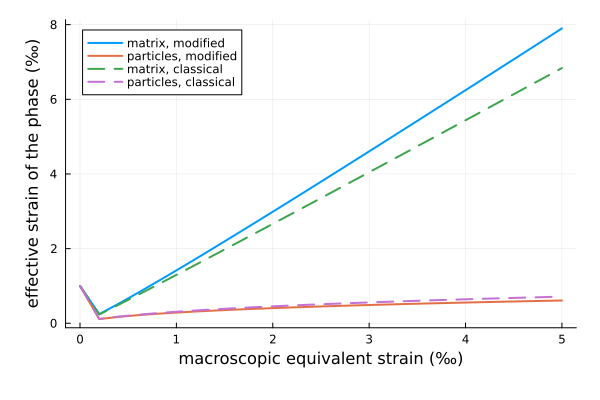 8
matrix, modified
particles, modified
matrix, classical
particles, classical
6
4
2
0
effective strain of the phase (‰)
0 1 2 3 4 5
macroscopic equivalent strain (‰)